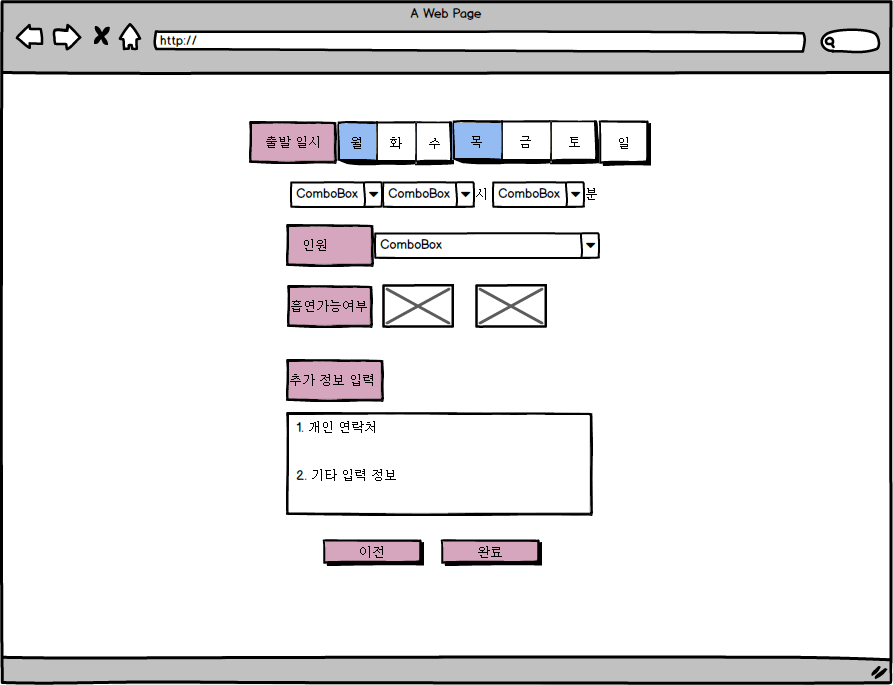 A Web Page
http://
출발 일시 월 화 수 목 금 토 일
ComboBox ComboBox 시 ComboBox 분
인원 ComboBox
흡연가능여부
추가 정보 입력
1. 개인 연락처
2. 기타 입력 정보
이전 완료